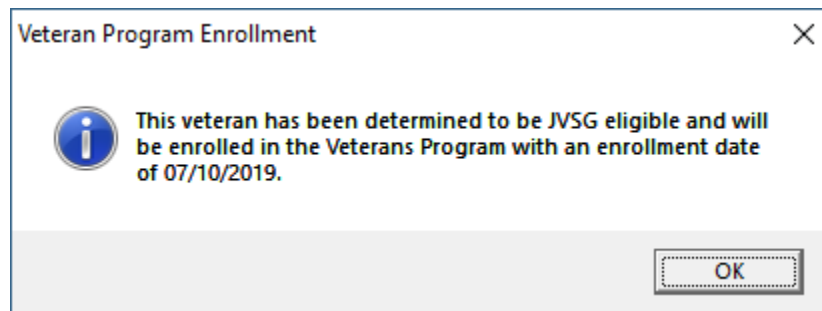 Veteran Program Enrollment
This veteran has been determined to be JVSG eligible and will
be enrolled in the Veterans Program with an enrollment date
of 07/10/2019.
OK